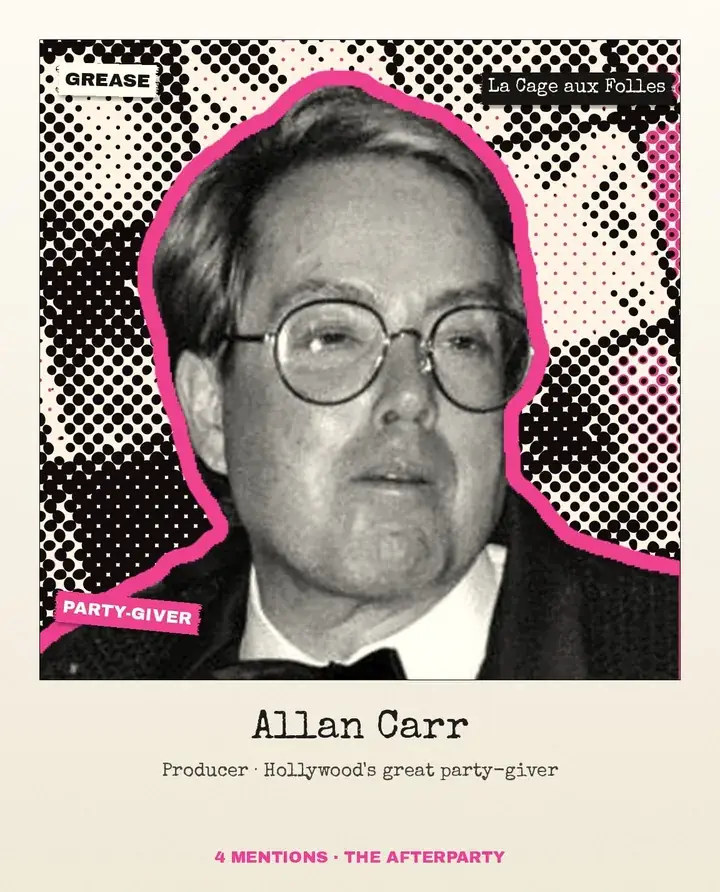 GREASE
La Cage aux Folles
PARTY-GIVER
Allan Carr
Producer · Hollywood's great party-giver
4 MENTIONS · THE AFTERPARTY